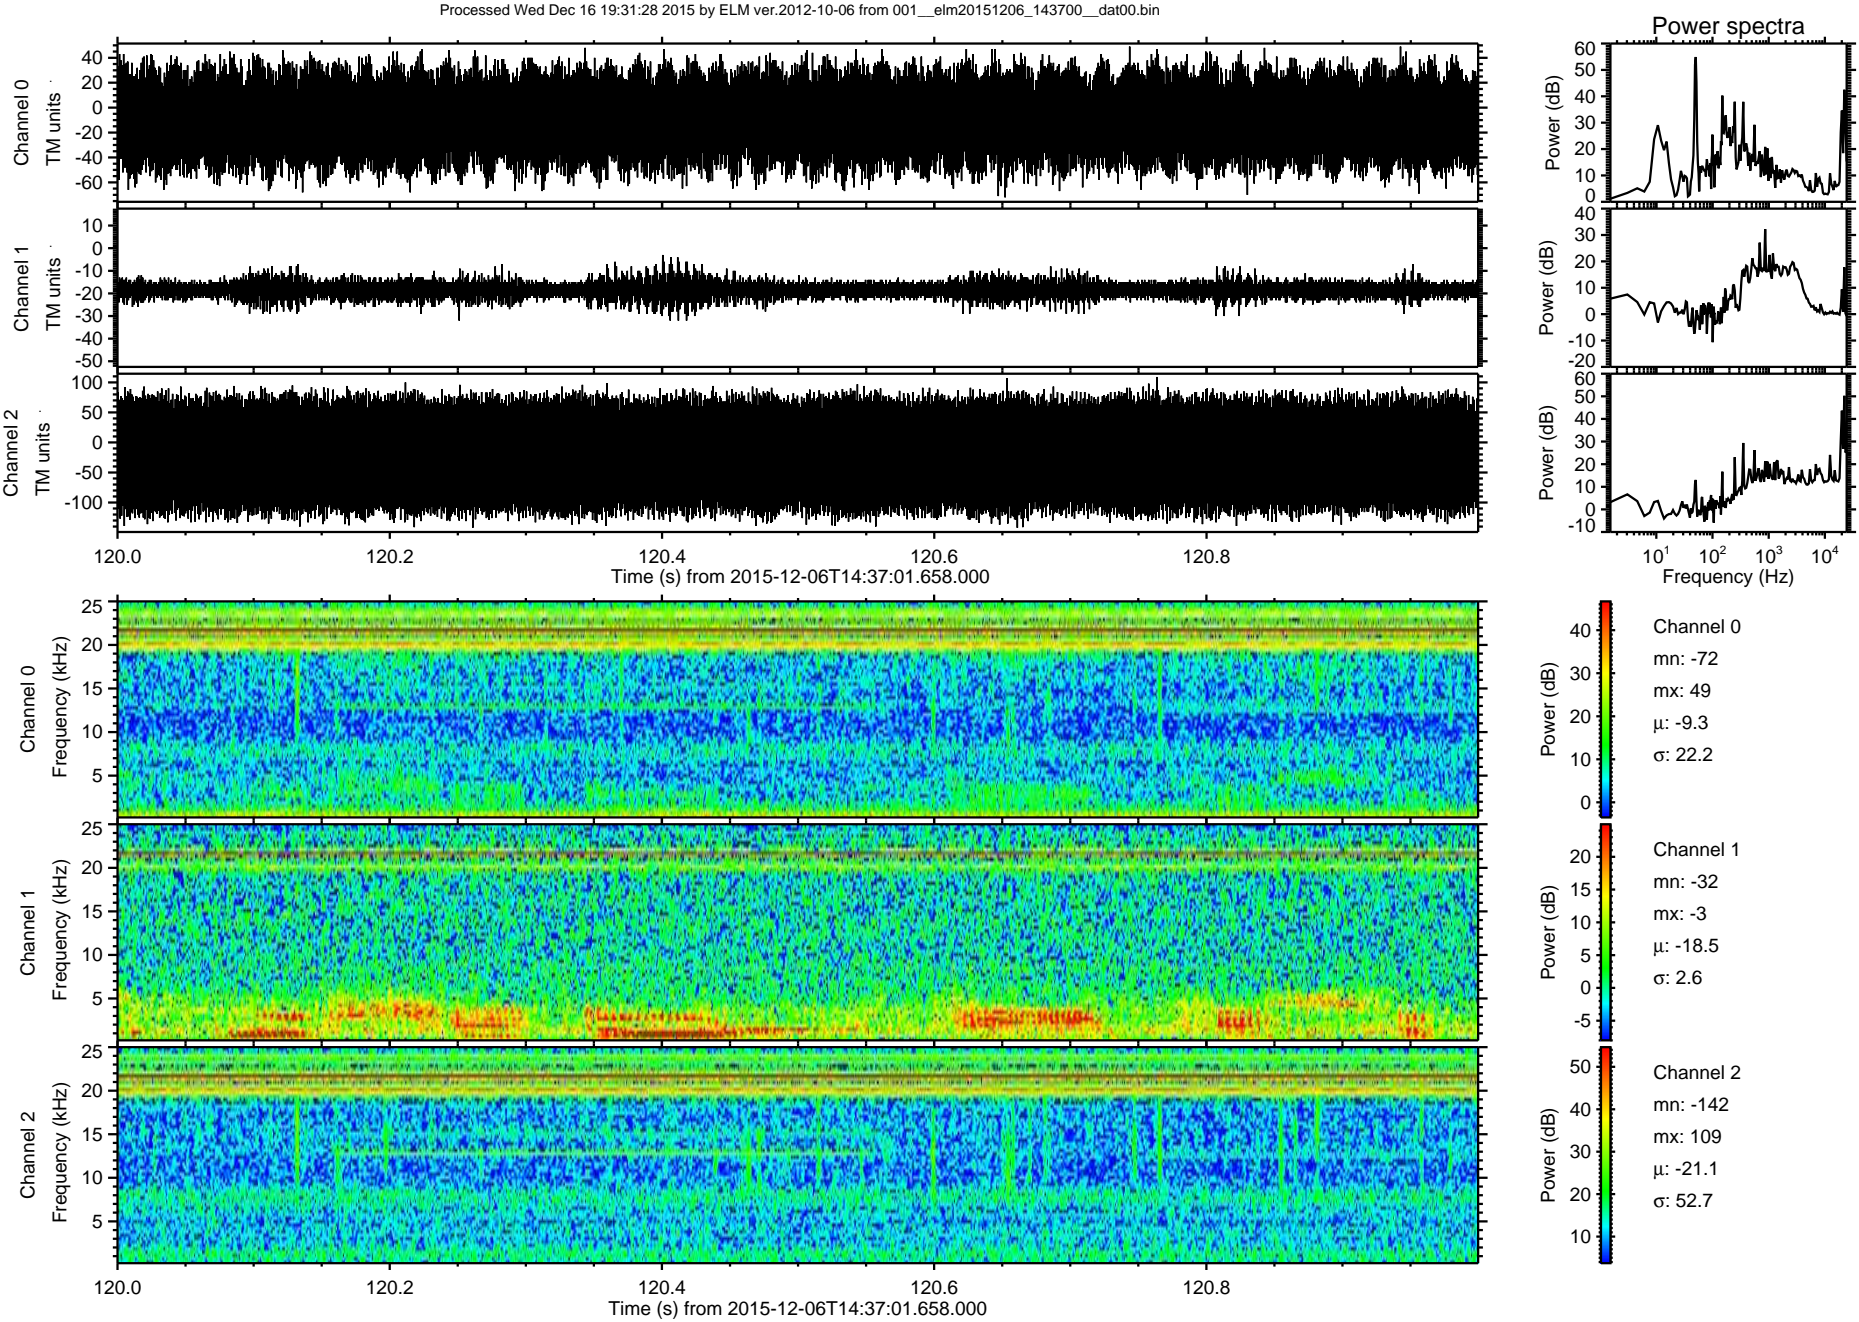 Processed Wed Dec 16 19:31:28 2015 by ELM ver.2012-10-06 from 001__elm20151206_143700__dat00.bin
Power spectra
Channel 0
TM units
40
20
0
-20
-40
-60
Power (dB)
60
50
40
30
20
10
0
Channel 1
TM units
10
0
-10
-20
-30
-40
-50
Power (dB)
40
30
20
10
0
-10
-20
Channel 2
TM units
100
50
0
-50
-100
Power (dB)
60
50
40
30
20
10
0
-10
120.0 120.2 120.4 120.6 120.8
Time (s) from 2015-12-06T14:37:01.658.000
10¹ 10² 10³ 10⁴
Frequency (Hz)
Channel 0
Frequency (kHz)
25
20
15
10
5
Power (dB)
40
30
20
10
0
Channel 0
mn: -72
mx: 49
μ: -9.3
σ: 22.2
Channel 1
Frequency (kHz)
25
20
15
10
5
Power (dB)
20
15
10
5
0
-5
Channel 1
mn: -32
mx: -3
μ: -18.5
σ: 2.6
Channel 2
Frequency (kHz)
25
20
15
10
5
Power (dB)
50
40
30
20
10
Channel 2
mn: -142
mx: 109
μ: -21.1
σ: 52.7
120.0 120.2 120.4 120.6 120.8
Time (s) from 2015-12-06T14:37:01.658.000